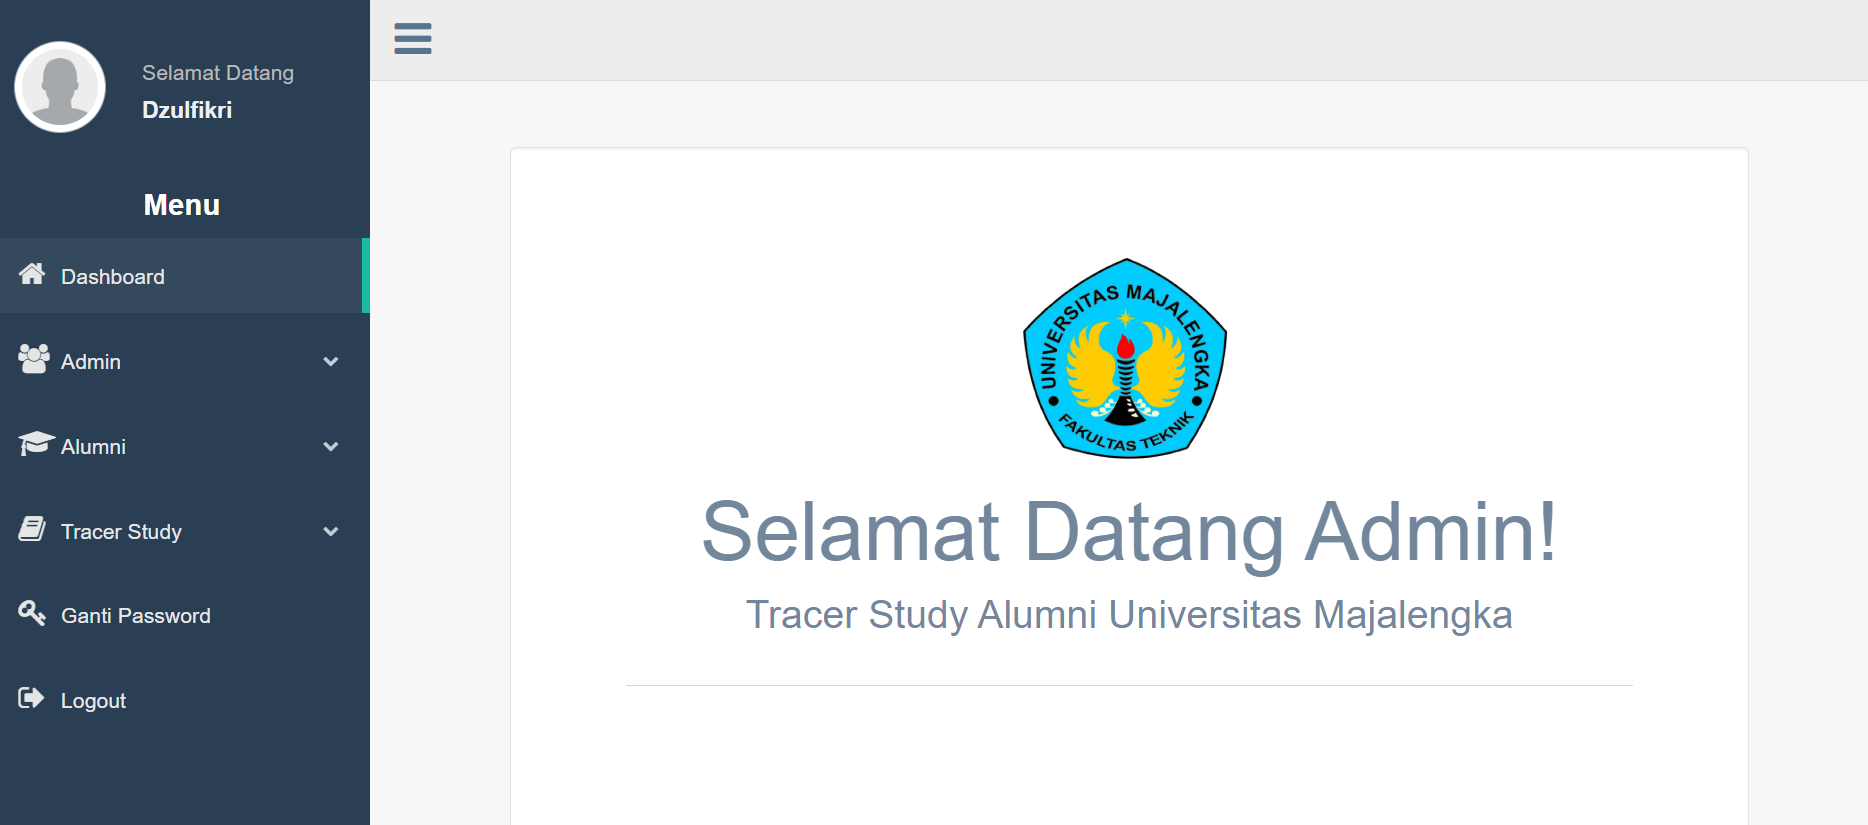 Selamat Datang
Dzulfikri
Menu
Dashboard
Admin
Alumni
Tracer Study
Ganti Password
Logout
UNIVERSITAS MAJALENGKA
FAKULTAS TEKNIK
Selamat Datang Admin!
Tracer Study Alumni Universitas Majalengka